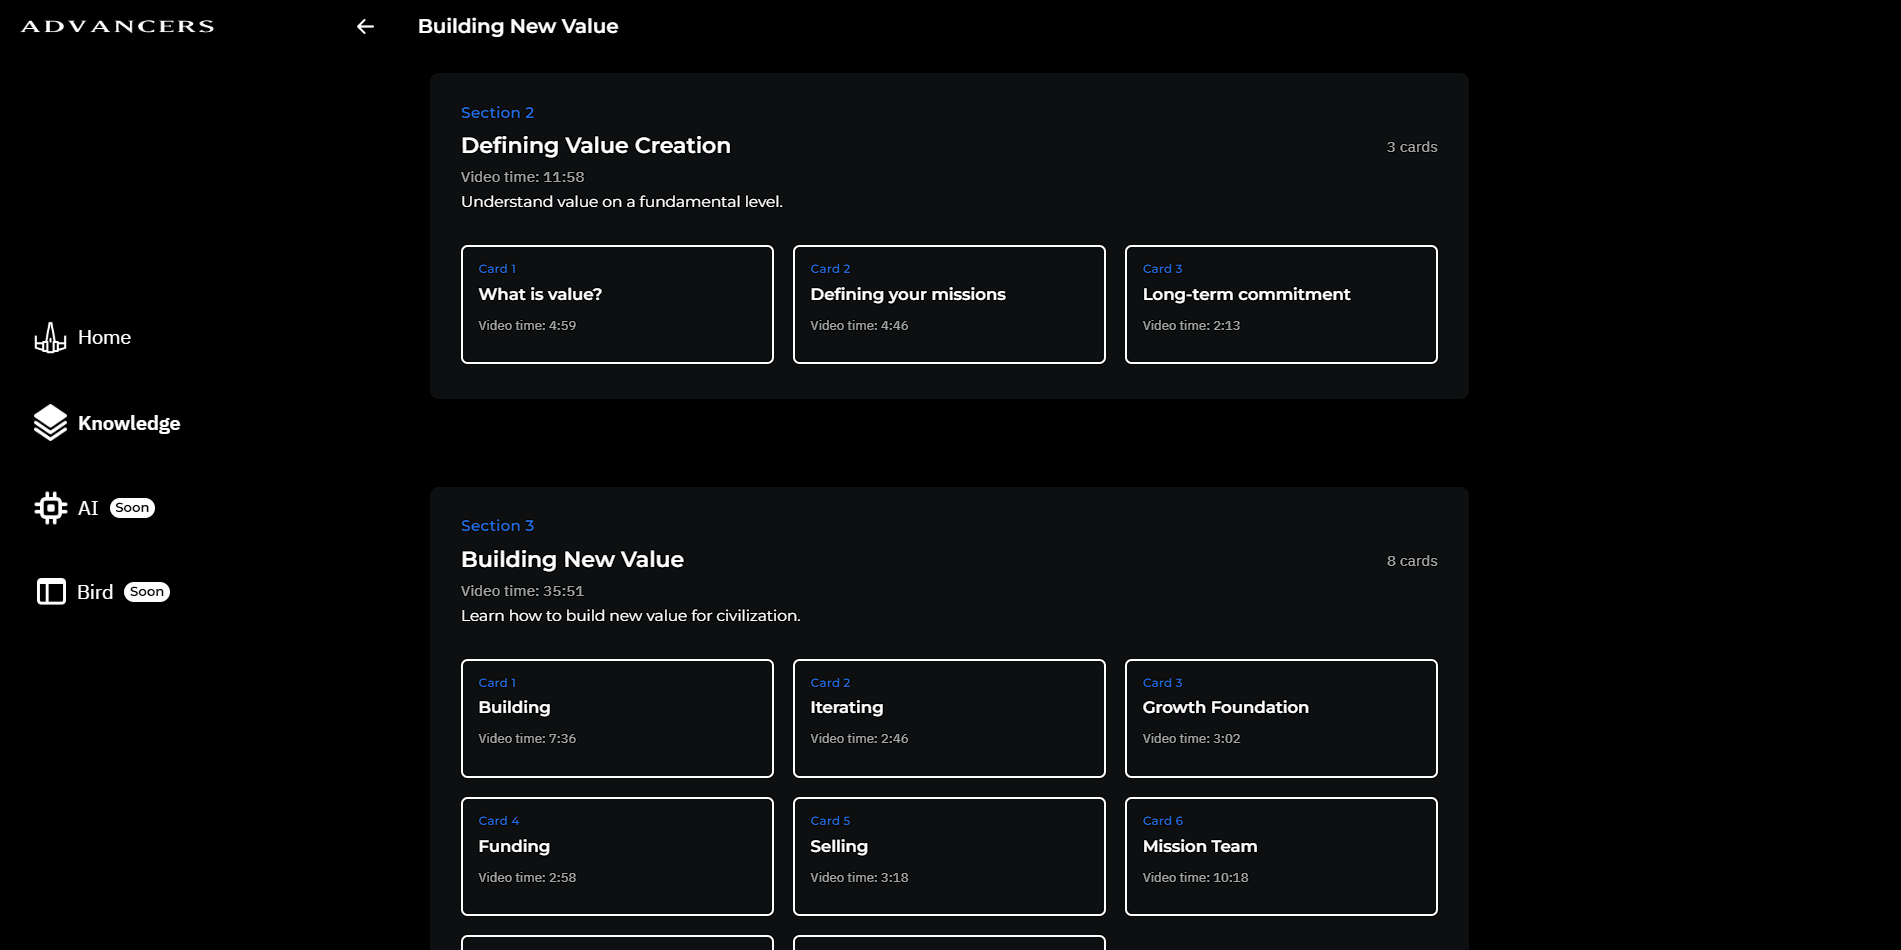 ADVANCERS
Building New Value
Home
Knowledge
AI Soon
Bird Soon
Section 2
Defining Value Creation
3 cards
Video time: 11:58
Understand value on a fundamental level.
Card 1
What is value?
Video time: 4:59
Card 2
Defining your missions
Video time: 4:46
Card 3
Long-term commitment
Video time: 2:13
Section 3
Building New Value
8 cards
Video time: 35:51
Learn how to build new value for civilization.
Card 1
Building
Video time: 7:36
Card 2
Iterating
Video time: 2:46
Card 3
Growth Foundation
Video time: 3:02
Card 4
Funding
Video time: 2:58
Card 5
Selling
Video time: 3:18
Card 6
Mission Team
Video time: 10:18